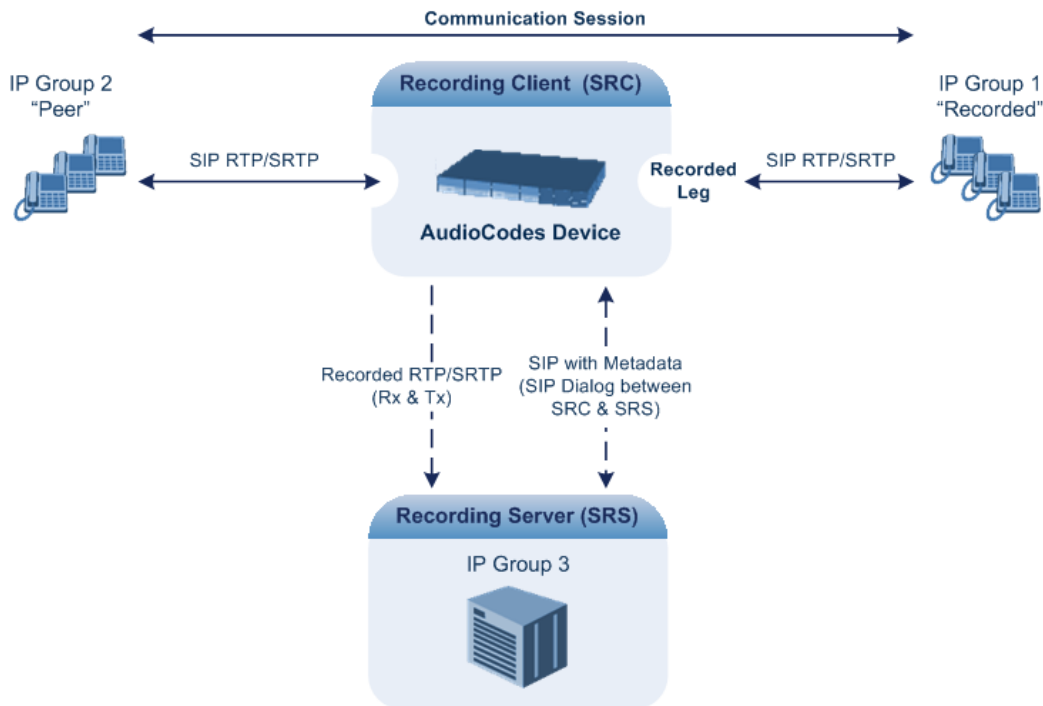 Communication Session
IP Group 2
“Peer”
Recording Client (SRC)
IP Group 1
“Recorded”
SIP RTP/SRTP
Recorded
Leg
SIP RTP/SRTP
AudioCodes Device
Recorded RTP/SRTP
(Rx & Tx)
SIP with Metadata
(SIP Dialog between
SRC & SRS)
Recording Server (SRS)
IP Group 3